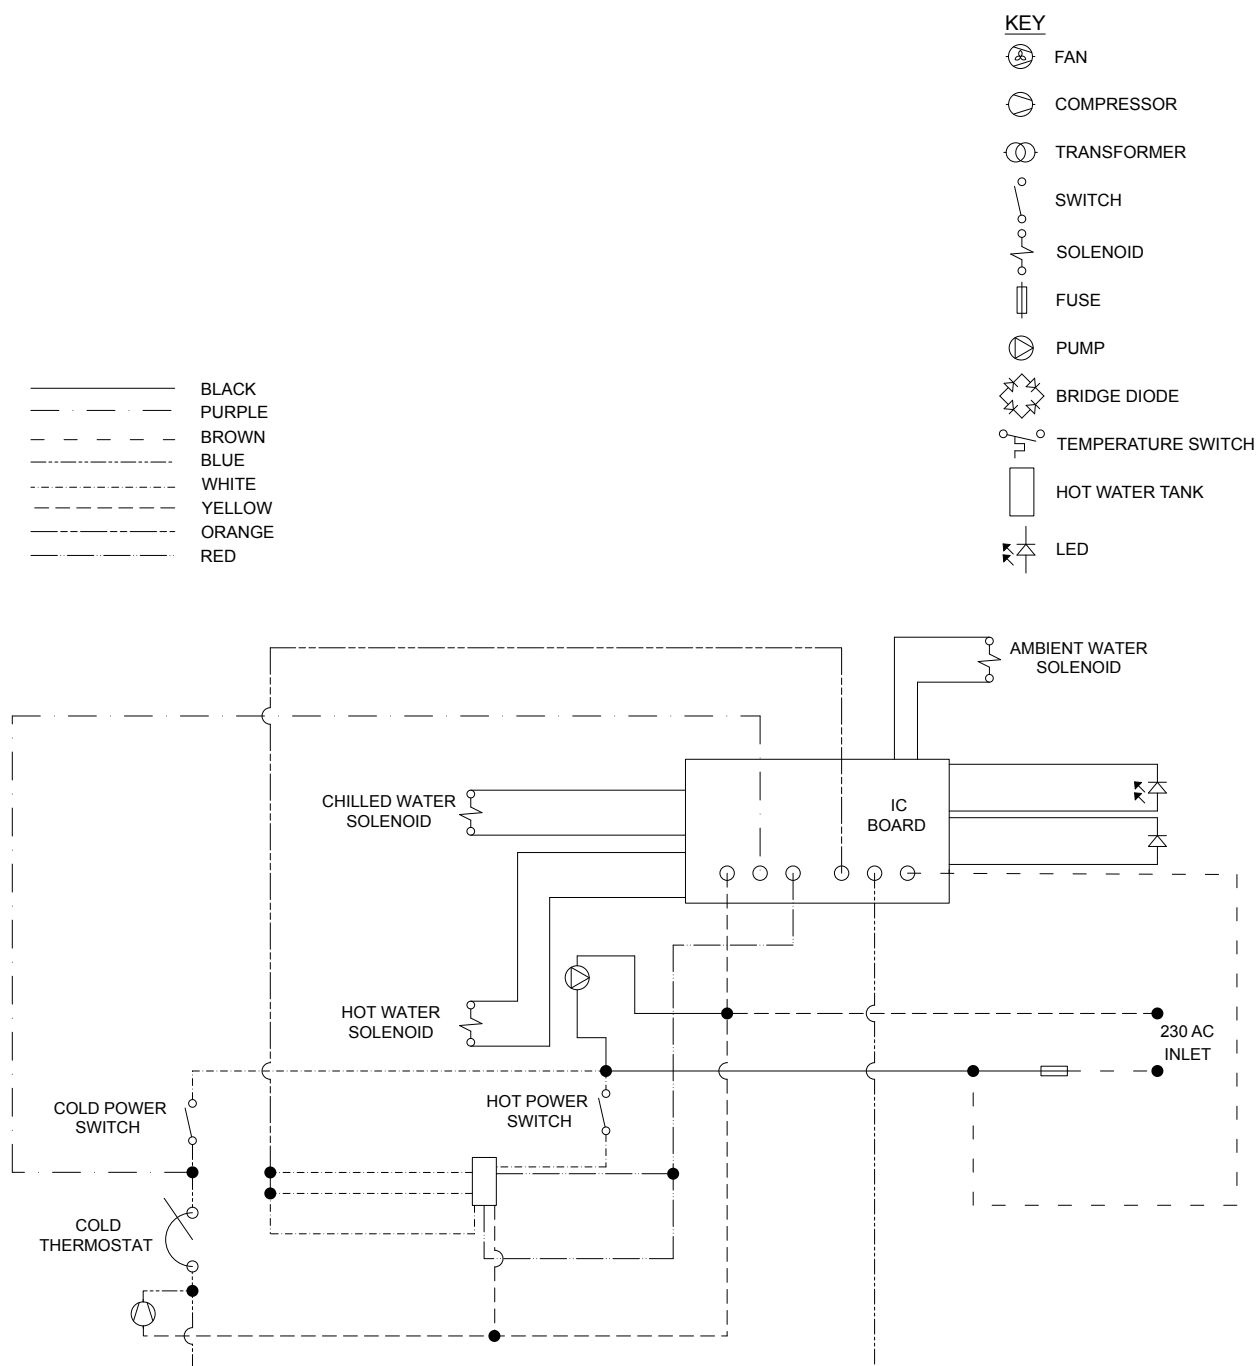 KEY
FAN
COMPRESSOR
TRANSFORMER
SWITCH
SOLENOID
FUSE
PUMP
BRIDGE DIODE
TEMPERATURE SWITCH
HOT WATER TANK
LED
BLACK
PURPLE
BROWN
BLUE
WHITE
YELLOW
ORANGE
RED
AMBIENT WATER
SOLENOID
CHILLED WATER
SOLENOID
IC
BOARD
HOT WATER
SOLENOID
230 AC
INLET
COLD POWER
SWITCH
HOT POWER
SWITCH
COLD
THERMOSTAT